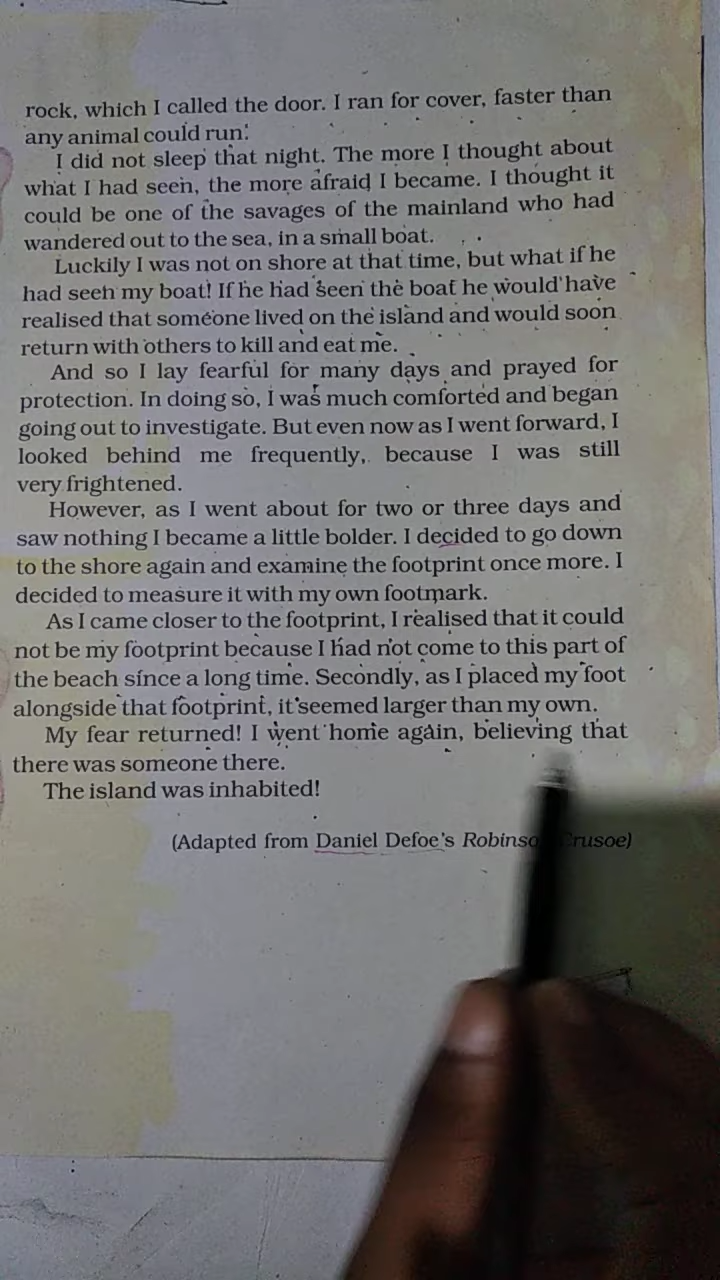 rock, which I called the door. I ran for cover, faster than
any animal could run!
I did not sleep that night. The more I thought about
what I had seen, the more afraid I became. I thought it
could be one of the savages of the mainland who had
wandered out to the sea, in a small boat.
Luckily I was not on shore at that time, but what if he
had seen my boat! If he had seen the boat he would have
realised that someone lived on the island and would soon
return with others to kill and eat me.
And so I lay fearful for many days and prayed for
protection. In doing so, I was much comforted and began
going out to investigate. But even now as I went forward, I
looked behind me frequently, because I was still
very frightened.
However, as I went about for two or three days and
saw nothing I became a little bolder. I decided to go down
to the shore again and examine the footprint once more. I
decided to measure it with my own footmark.
As I came closer to the footprint, I realised that it could
not be my footprint because I had not come to this part of
the beach since a long time. Secondly, as I placed my foot
alongside that footprint, it seemed larger than my own.
My fear returned! I went home again, believing that
there was someone there.
The island was inhabited!
(Adapted from Daniel Defoe's Robinso rusoe)